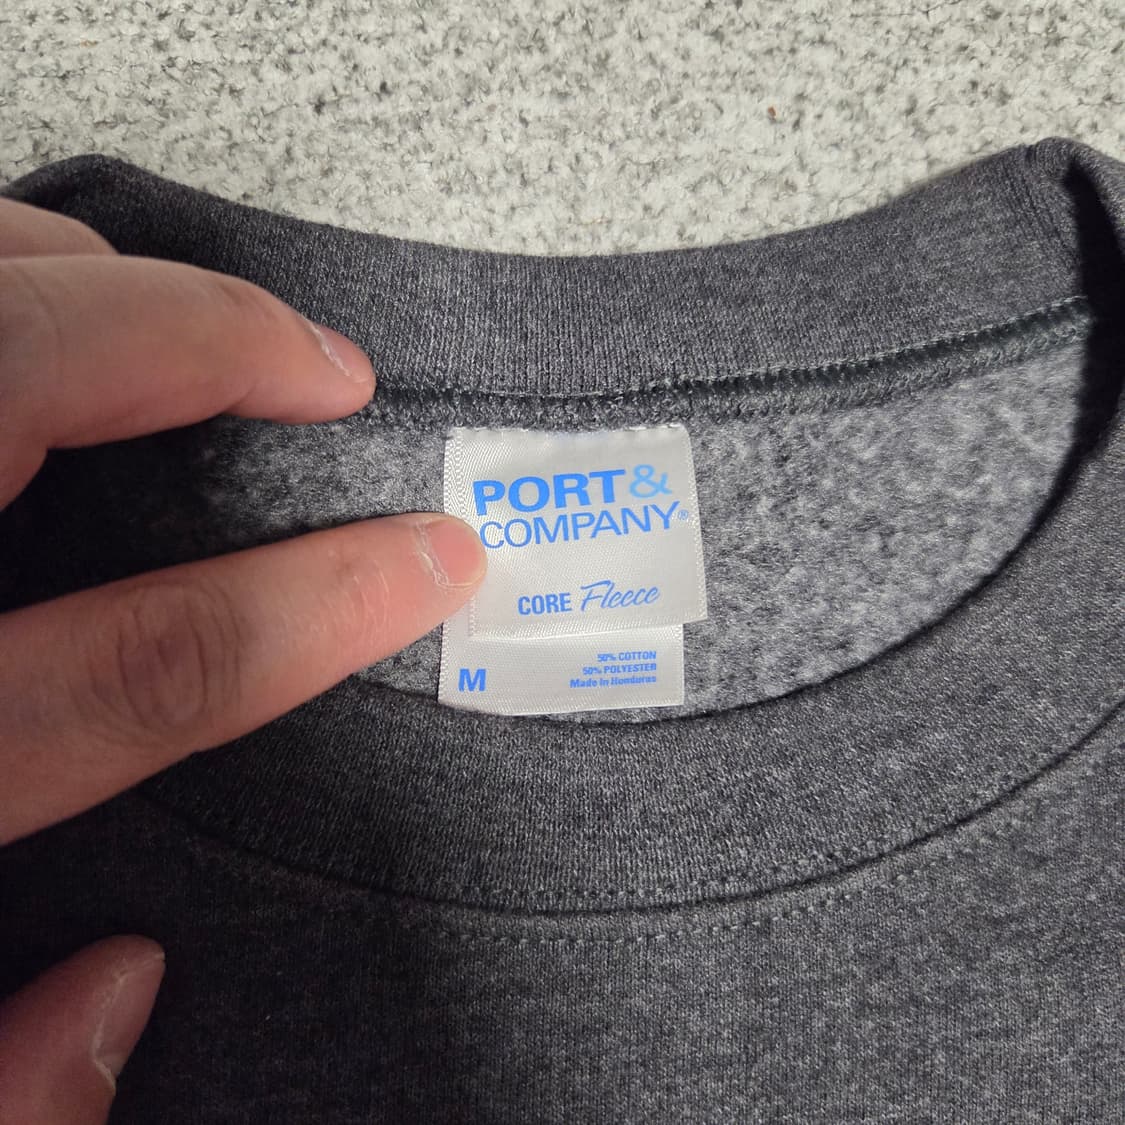 PORT&
COMPANY®
CORE Fleece
M
50% COTTON
50% POLYESTER
Made in Honduras